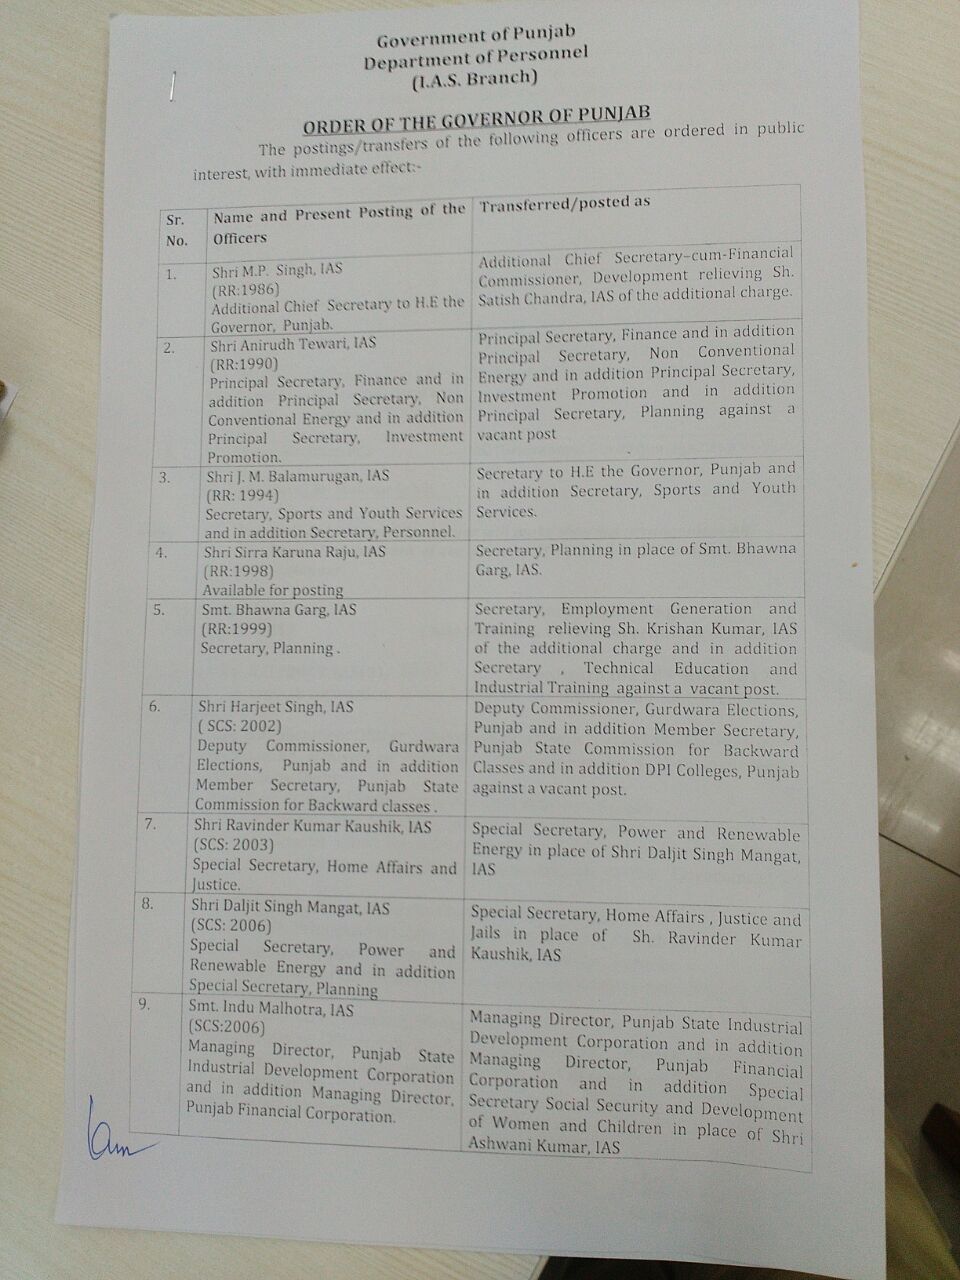 Government of Punjab
Department of Personnel
(I.A.S. Branch)
ORDER OF THE GOVERNOR OF PUNJAB
The postings/transfers of the following officers are ordered in public
interest, with immediate effect:-
Sr.
No.
Name and Present Posting of the
Officers
Transferred/posted as
1.
Shri M.P. Singh, IAS
(RR:1986)
Additional Chief Secretary to H.E the
Governor, Punjab.
Additional Chief Secretary–cum-Financial
Commissioner, Development relieving Sh.
Satish Chandra, IAS of the additional charge.
2.
Shri Anirudh Tewari, IAS
(RR:1990)
Principal Secretary, Finance and in
addition Principal Secretary, Non
Conventional Energy and in addition
Principal Secretary, Investment
Promotion.
Principal Secretary, Finance and in addition
Principal Secretary, Non Conventional
Energy and in addition Principal Secretary,
Investment Promotion and in addition
Principal Secretary, Planning against a
vacant post
3.
Shri J. M. Balamurugan, IAS
(RR: 1994)
Secretary, Sports and Youth Services
and in addition Secretary, Personnel.
Secretary to H.E the Governor, Punjab and
in addition Secretary, Sports and Youth
Services.
4.
Shri Sirra Karuna Raju, IAS
(RR:1998)
Available for posting
Secretary, Planning in place of Smt. Bhawna
Garg, IAS.
5.
Smt. Bhawna Garg, IAS
(RR:1999)
Secretary, Planning .
Secretary, Employment Generation and
Training relieving Sh. Krishan Kumar, IAS
of the additional charge and in addition
Secretary , Technical Education and
Industrial Training against a vacant post.
6.
Shri Harjeet Singh, IAS
( SCS: 2002)
Deputy Commissioner, Gurdwara
Elections, Punjab and in addition
Member Secretary, Punjab State
Commission for Backward classes .
Deputy Commissioner, Gurdwara Elections,
Punjab and in addition Member Secretary,
Punjab State Commission for Backward
Classes and in addition DPI Colleges, Punjab
against a vacant post.
7.
Shri Ravinder Kumar Kaushik, IAS
(SCS: 2003)
Special Secretary, Home Affairs and
Justice.
Special Secretary, Power and Renewable
Energy in place of Shri Daljit Singh Mangat,
IAS
8.
Shri Daljit Singh Mangat, IAS
(SCS: 2006)
Special Secretary, Power and
Renewable Energy and in addition
Special Secretary, Planning
Special Secretary, Home Affairs , Justice and
Jails in place of Sh. Ravinder Kumar
Kaushik, IAS
9.
Smt. Indu Malhotra, IAS
(SCS:2006)
Managing Director, Punjab State
Industrial Development Corporation
and in addition Managing Director,
Punjab Financial Corporation.
Managing Director, Punjab State Industrial
Development Corporation and in addition
Managing Director, Punjab Financial
Corporation and in addition Special
Secretary Social Security and Development
of Women and Children in place of Shri
Ashwani Kumar, IAS